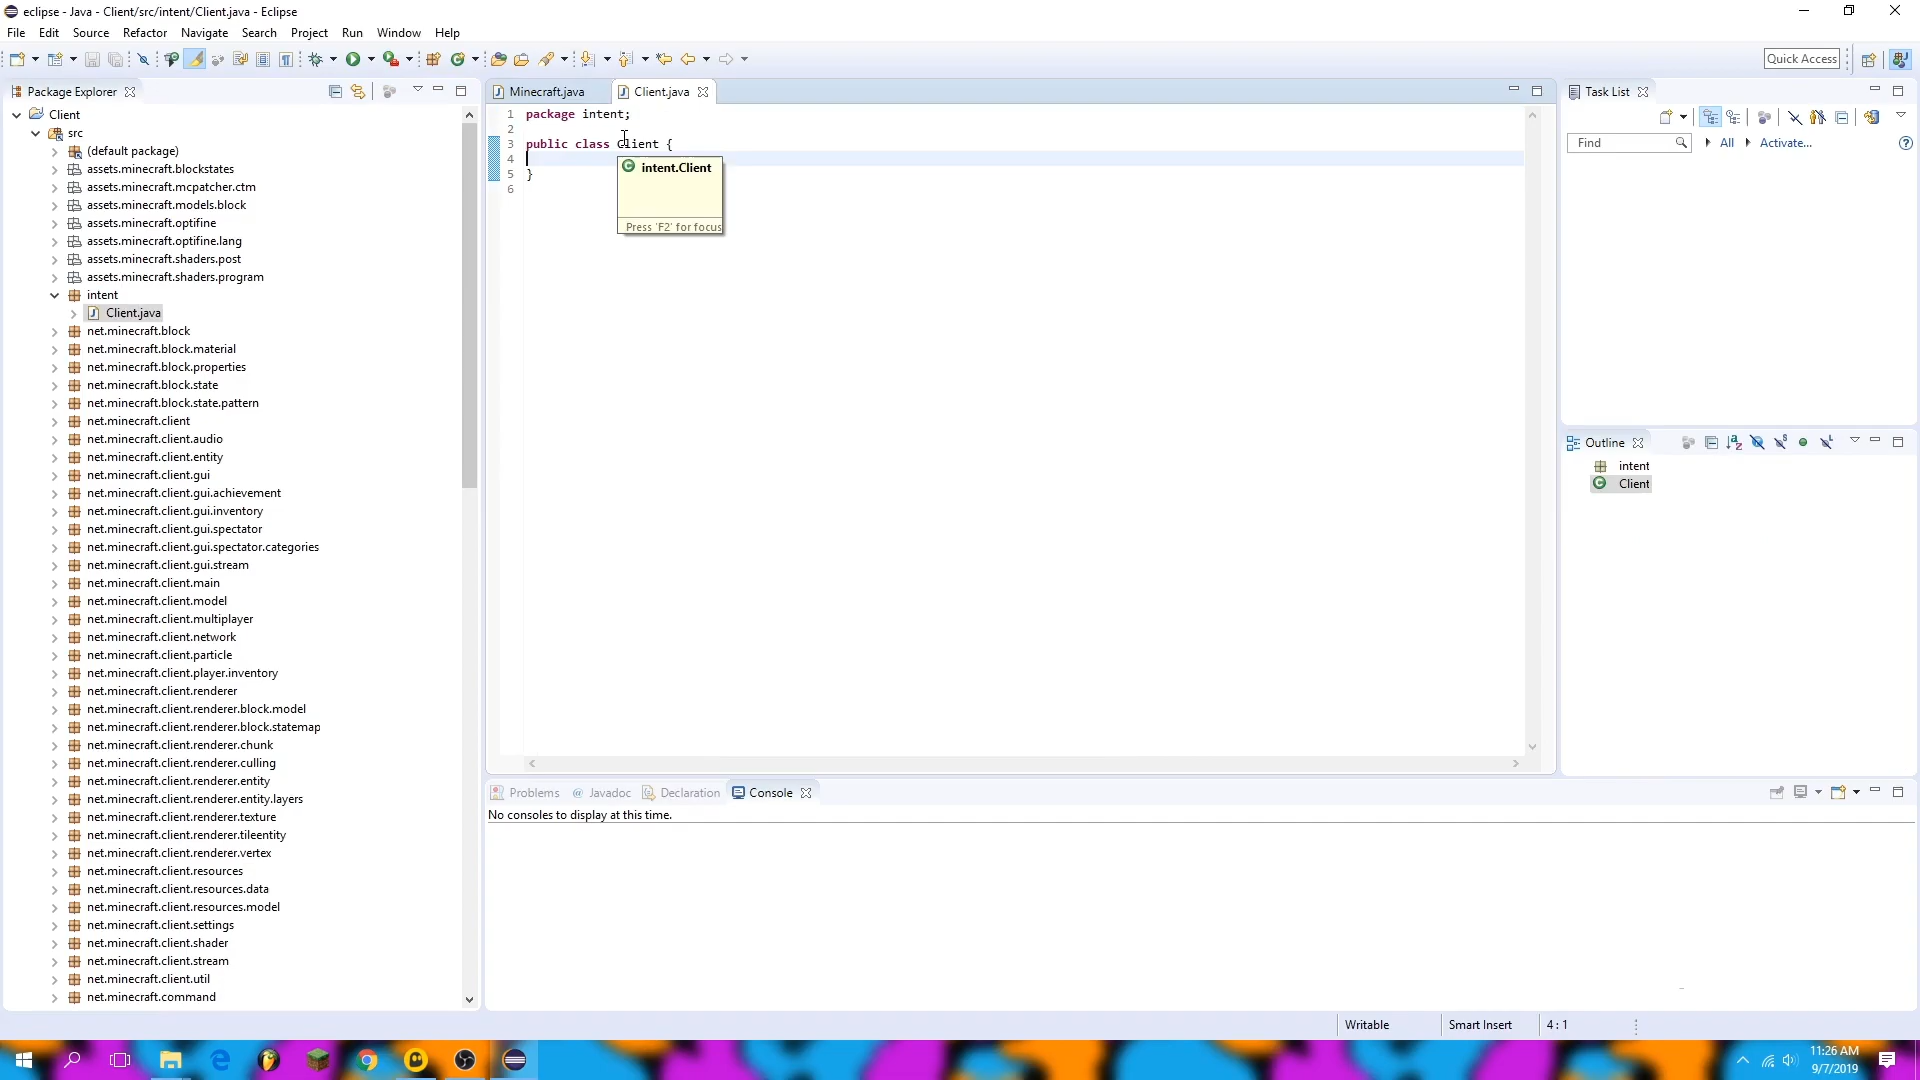 eclipse - Java - Client/src/intent/Client.java - Eclipse
File Edit Source Refactor Navigate Search Project Run Window Help
Quick Access
Package Explorer
Client
src
(default package)
assets.minecraft.blockstates
assets.minecraft.mcpatcher.ctm
assets.minecraft.models.block
assets.minecraft.optifine
assets.minecraft.optifine.lang
assets.minecraft.shaders.post
assets.minecraft.shaders.program
intent
Client.java
net.minecraft.block
net.minecraft.block.material
net.minecraft.block.properties
net.minecraft.block.state
net.minecraft.block.state.pattern
net.minecraft.client
net.minecraft.client.audio
net.minecraft.client.entity
net.minecraft.client.gui
net.minecraft.client.gui.achievement
net.minecraft.client.gui.inventory
net.minecraft.client.gui.spectator
net.minecraft.client.gui.spectator.categories
net.minecraft.client.gui.stream
net.minecraft.client.main
net.minecraft.client.model
net.minecraft.client.multiplayer
net.minecraft.client.network
net.minecraft.client.particle
net.minecraft.client.player.inventory
net.minecraft.client.renderer
net.minecraft.client.renderer.block.model
net.minecraft.client.renderer.block.statemap
net.minecraft.client.renderer.chunk
net.minecraft.client.renderer.culling
net.minecraft.client.renderer.entity
net.minecraft.client.renderer.entity.layers
net.minecraft.client.renderer.texture
net.minecraft.client.renderer.tileentity
net.minecraft.client.renderer.vertex
net.minecraft.client.resources
net.minecraft.client.resources.data
net.minecraft.client.resources.model
net.minecraft.client.settings
net.minecraft.client.shader
net.minecraft.client.stream
net.minecraft.client.util
net.minecraft.command
Minecraft.java Client.java
1 package intent;
2
3 public class Client {
4
5 }
6
intent.Client
Press 'F2' for focus
Problems Javadoc Declaration Console
No consoles to display at this time.
Task List
Find All Activate...
Outline
intent
Client
Writable Smart Insert 4 : 1
11:26 AM
9/7/2019